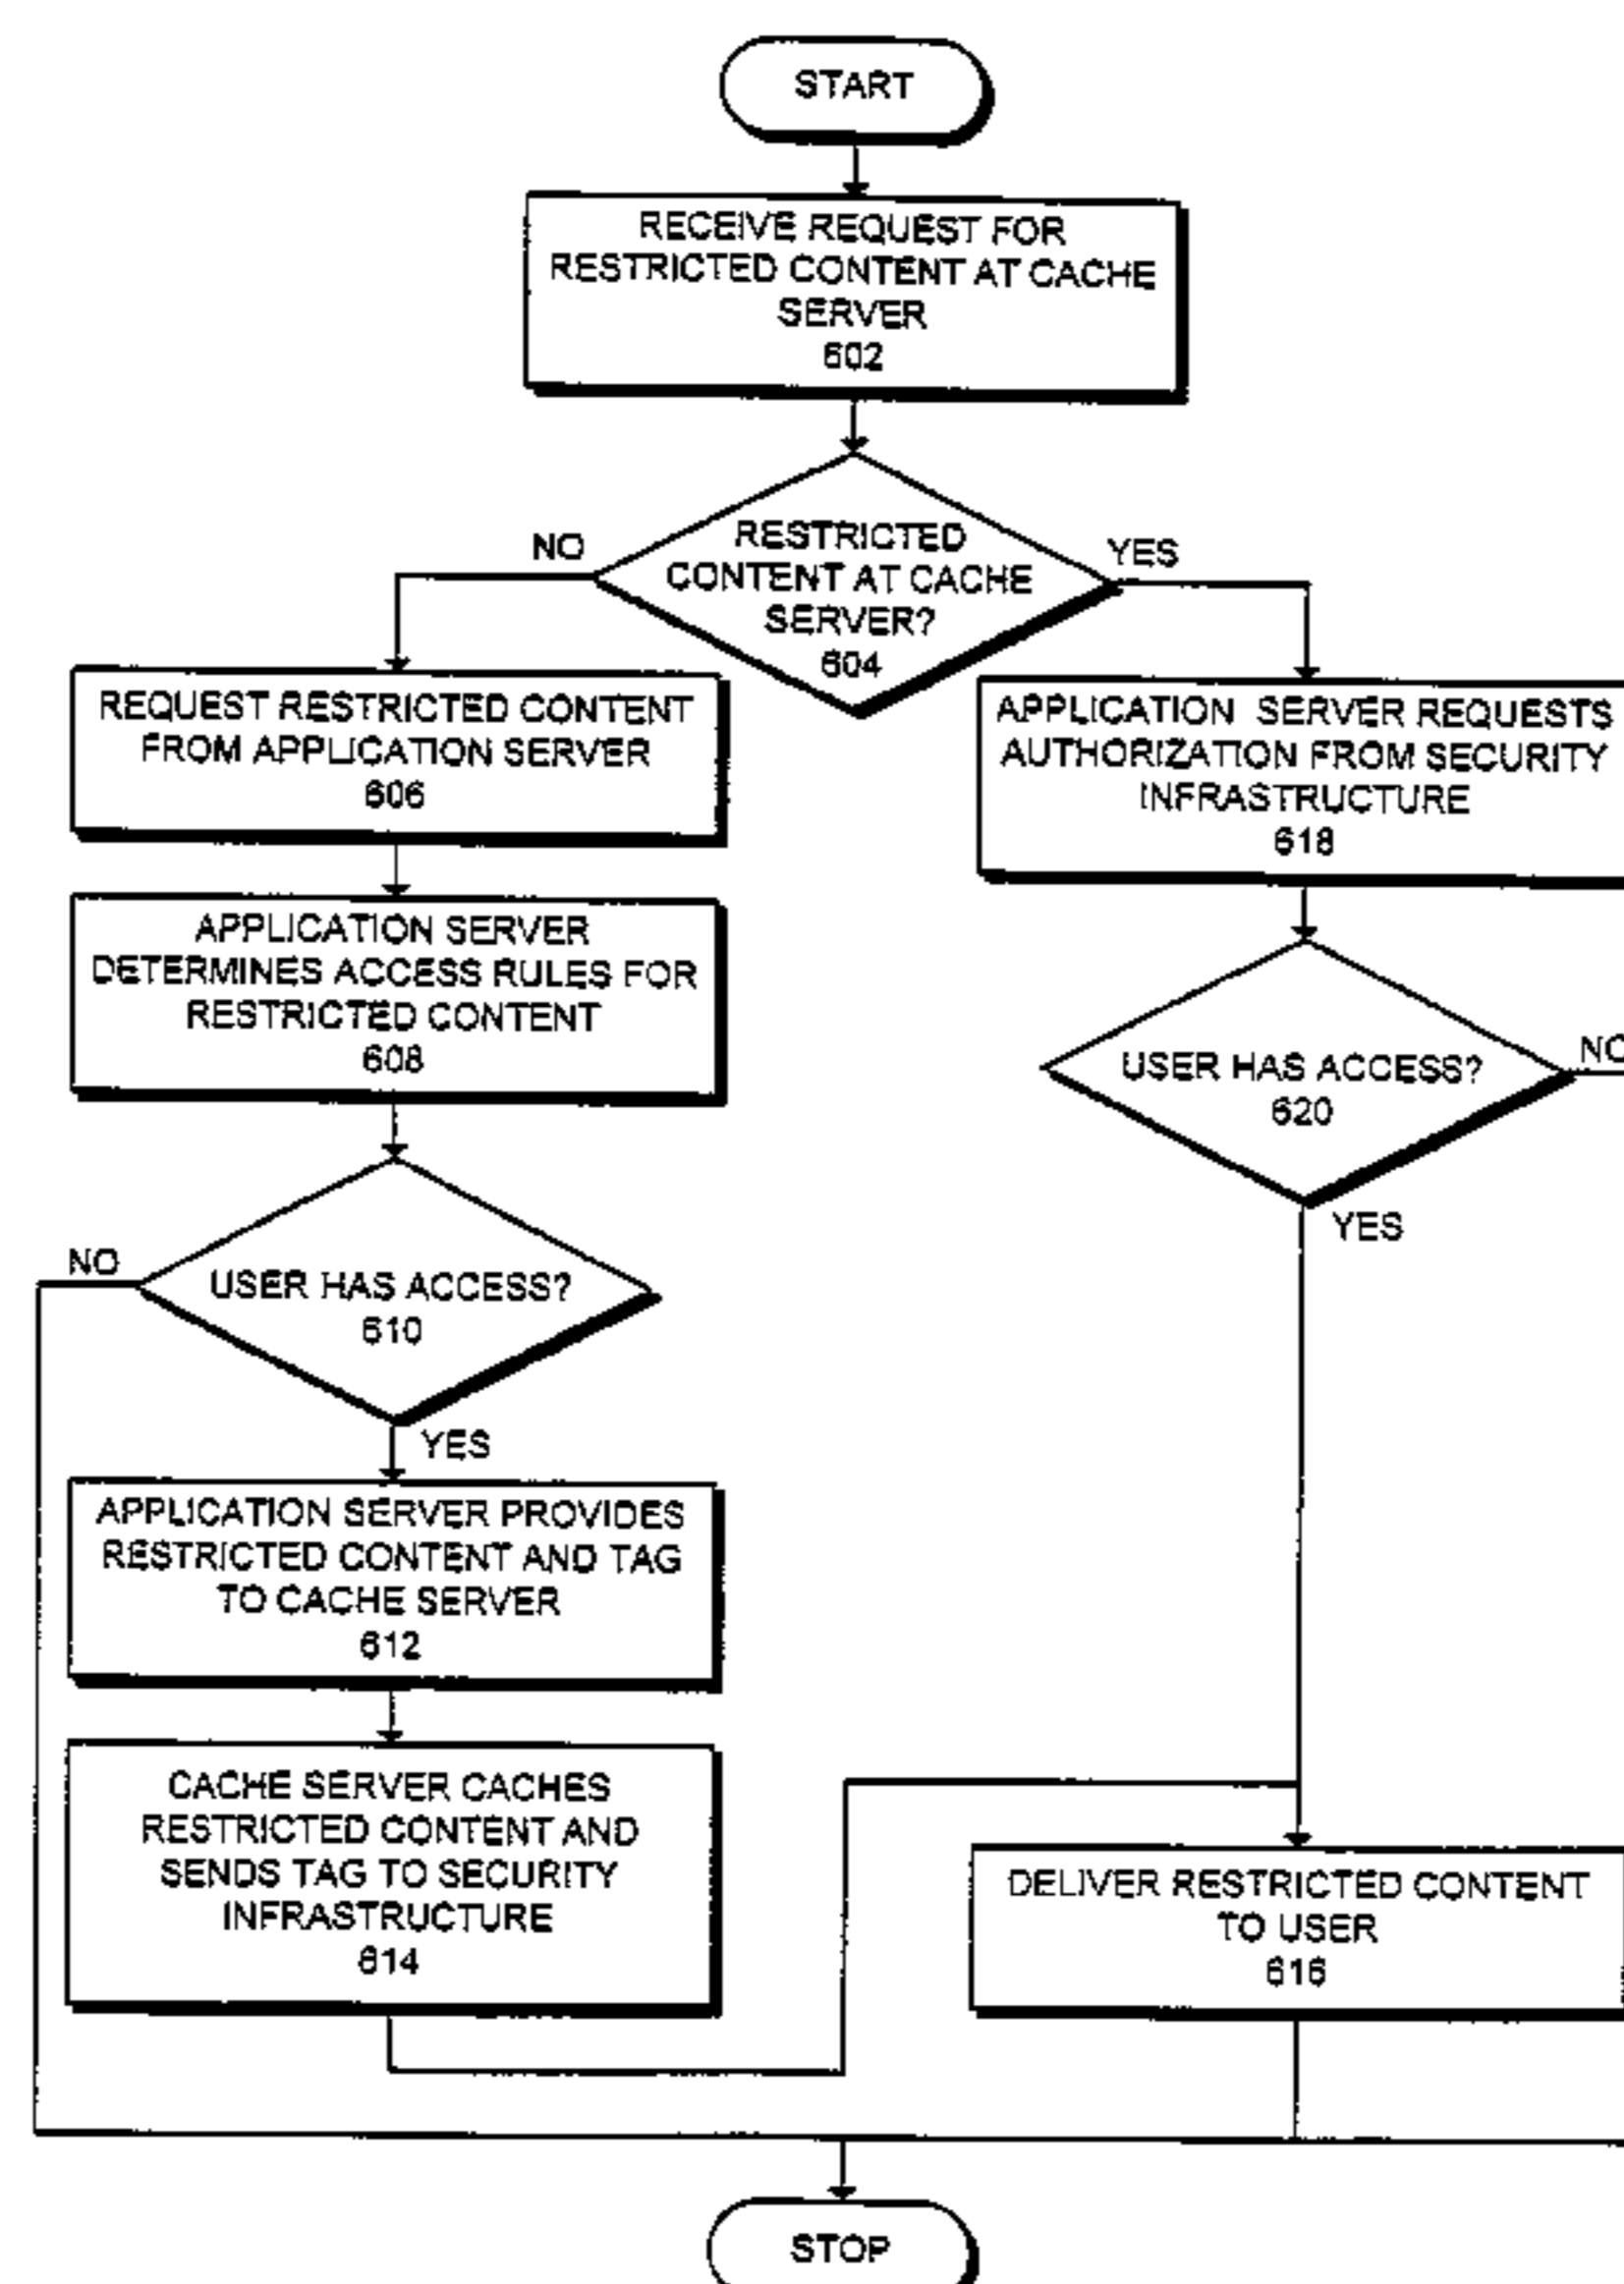 START
RECEIVE REQUEST FOR
RESTRICTED CONTENT AT CACHE
SERVER
602
NO
RESTRICTED
CONTENT AT CACHE
SERVER?
604
YES
REQUEST RESTRICTED CONTENT
FROM APPLICATION SERVER
606
APPLICATION SERVER REQUESTS
AUTHORIZATION FROM SECURITY
INFRASTRUCTURE
618
APPLICATION SERVER
DETERMINES ACCESS RULES FOR
RESTRICTED CONTENT
608
USER HAS ACCESS?
620
NO
YES
NO
USER HAS ACCESS?
610
YES
APPLICATION SERVER PROVIDES
RESTRICTED CONTENT AND TAG
TO CACHE SERVER
612
CACHE SERVER CACHES
RESTRICTED CONTENT AND
SENDS TAG TO SECURITY
INFRASTRUCTURE
614
DELIVER RESTRICTED CONTENT
TO USER
616
STOP